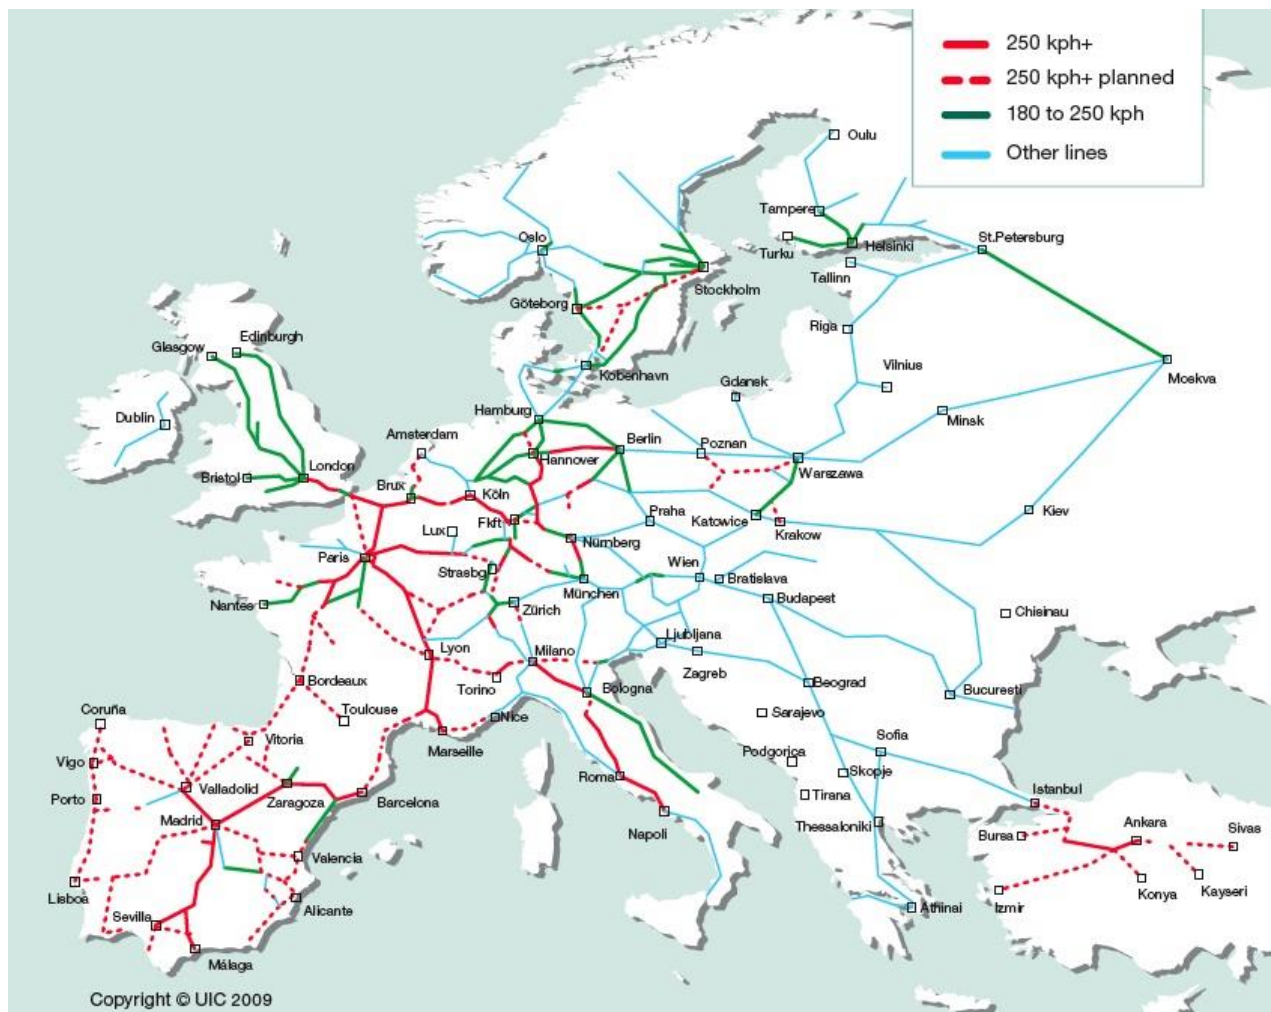 250 kph+
250 kph+ planned
180 to 250 kph
Other lines
Oulu
Tampere
Turku
Helsinki
St.Petersburg
Tallinn
Oslo
Stockholm
Göteborg
Riga
Edinburgh
Glasgow
Vilnius
Moskva
Kobenhavn
Gdansk
Minsk
Dublin
Hamburg
Amsterdam
Berlin
Poznan
Hannover
Warszawa
London
Bristol
Brux
Köln
Praha
Katowice
Krakow
Kiev
Lux
Fkft
Nürnberg
Paris
Strasbg
Wien
Bratislava
München
Budapest
Nantes
Zürich
Chisinau
Ljubljana
Lyon
Milano
Zagreb
Torino
Bologna
Beograd
Bucuresti
Bordeaux
Coruña
Toulouse
Nice
Sarajevo
Vitoria
Marseille
Sofia
Podgorica
Vigo
Roma
Skopje
Valladolid
Zaragoza
Barcelona
Tirana
Istanbul
Porto
Madrid
Napoli
Thessaloniki
Bursa
Ankara
Sivas
Valencia
Konya
Kayseri
Lisboa
Izmir
Alicante
Athinai
Sevilla
Málaga
Copyright © UIC 2009